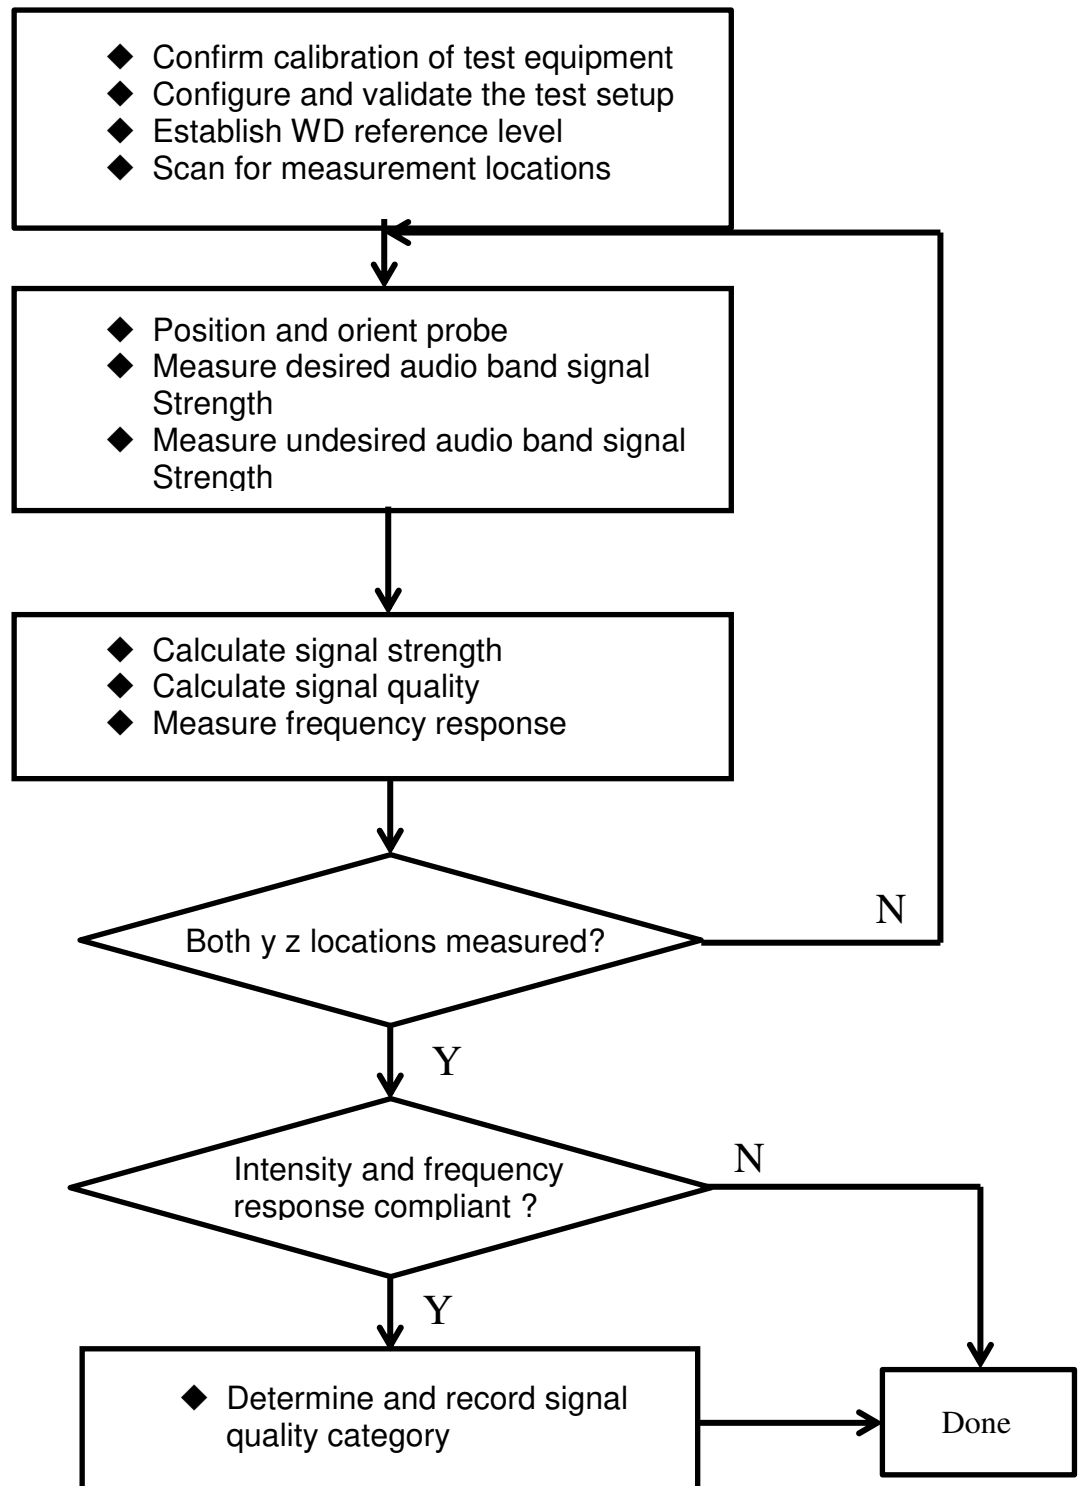 ◆ Confirm calibration of test equipment
◆ Configure and validate the test setup
◆ Establish WD reference level
◆ Scan for measurement locations
◆ Position and orient probe
◆ Measure desired audio band signal
Strength
◆ Measure undesired audio band signal
Strength
◆ Calculate signal strength
◆ Calculate signal quality
◆ Measure frequency response
Both y z locations measured?
N
Y
Intensity and frequency
response compliant ?
N
Y
◆ Determine and record signal
quality category
Done